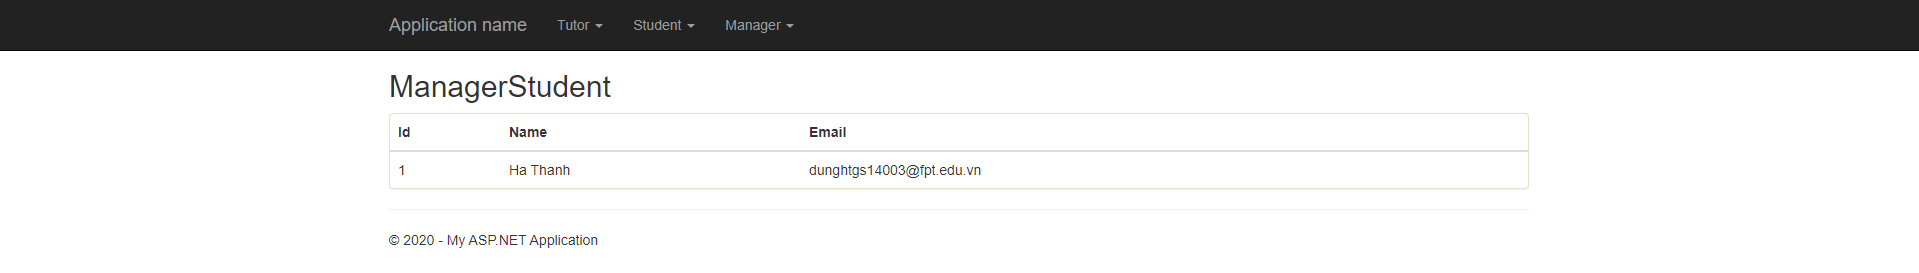 Application name Tutor Student Manager
ManagerStudent
Id Name Email
1 Ha Thanh dunghtgs14003@fpt.edu.vn
© 2020 - My ASP.NET Application